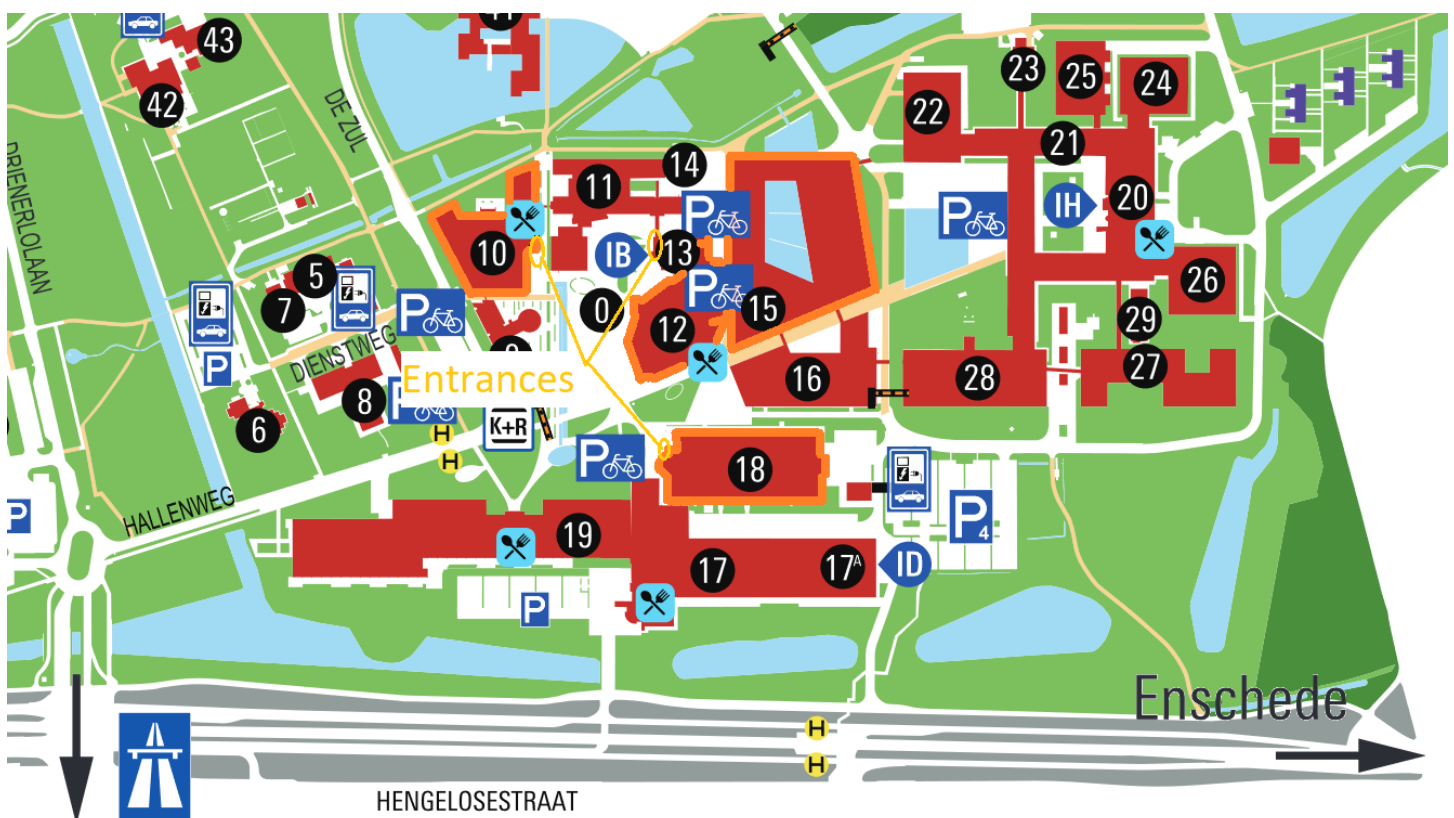 43
42
DE ZUL
DRIENERLOLAAN
23
25
24
22
21
14
11
P
P
IH
20
10
IB
13
5
7
P
P
0
15
26
12
29
P
DIENSTWEG
Entrances
16
28
27
8
P
6
H
K+R
H
P
18
HALLENWEG
P
P
4
19
17
17A
ID
P
Enschede
H
H
HENGELOSESTRAAT